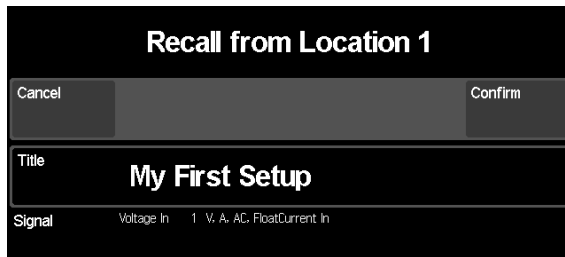 Recall from Location 1
Cancel Confirm
Title My First Setup
Signal Voltage In 1 V, A, AC, FloatCurrent In